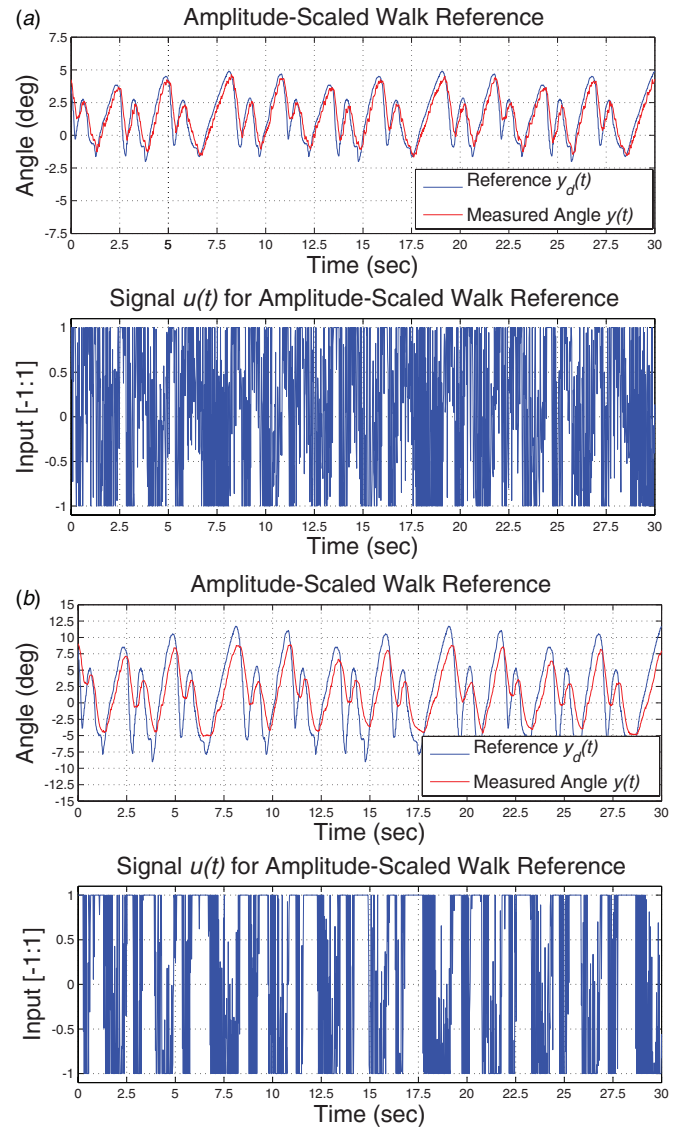 (a) Amplitude-Scaled Walk Reference
7.5
5
2.5
0
-2.5
-5
-7.5
Angle (deg)
Reference y_d(t)
Measured Angle y(t)
0 2.5 5 7.5 10 12.5 15 17.5 20 22.5 25 27.5 30
Time (sec)
Signal u(t) for Amplitude-Scaled Walk Reference
1
0.5
0
-0.5
-1
Input [-1:1]
0 2.5 5 7.5 10 12.5 15 17.5 20 22.5 25 27.5 30
Time (sec)
(b) Amplitude-Scaled Walk Reference
15
12.5
10
7.5
5
2.5
0
-2.5
-5
-7.5
-10
-12.5
15
Angle (deg)
Reference y_d(t)
Measured Angle y(t)
0 2.5 5 7.5 10 12.5 15 17.5 20 22.5 25 27.5 30
Time (sec)
Signal u(t) for Amplitude-Scaled Walk Reference
1
0.5
0
-0.5
-1
Input [-1:1]
0 2.5 5 7.5 10 12.5 15 17.5 20 22.5 25 27.5 30
Time (sec)